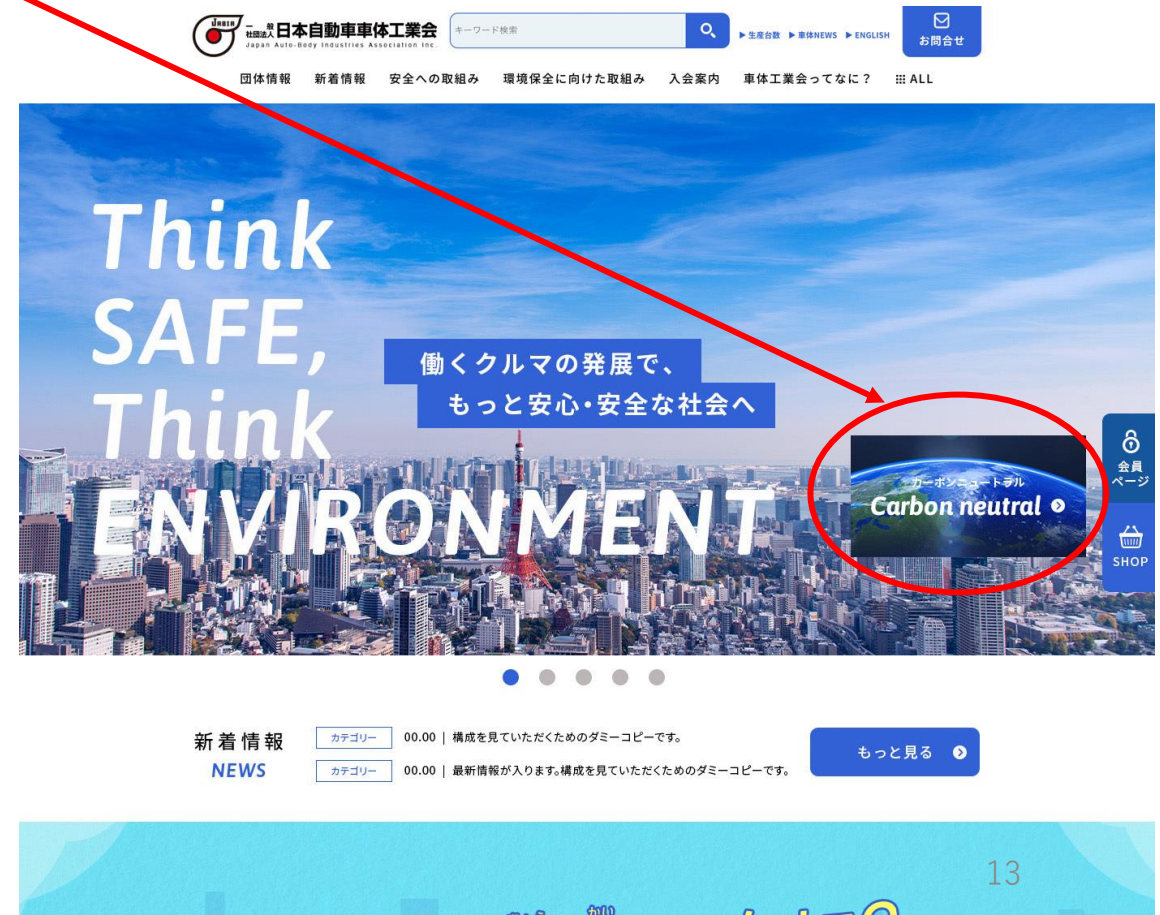 JABIA
一般
社団法人 日本自動車車体工業会
Japan Auto-Body Industries Association Inc.
キーワード検索
▶生産台数 ▶車体NEWS ▶ENGLISH
お問合せ
団体情報 新着情報 安全への取組み 環境保全に向けた取組み 入会案内 車体工業会ってなに? ALL
Think
SAFE,
Think
ENVIRONMENT
働くクルマの発展で、
もっと安心・安全な社会へ
カーボンニュートラル
Carbon neutral
会員
ページ
SHOP
新着情報
NEWS
カテゴリー 00.00 | 構成を見ていただくためのダミーコピーです。
カテゴリー 00.00 | 最新情報が入ります。構成を見ていただくためのダミーコピーです。
もっと見る
13